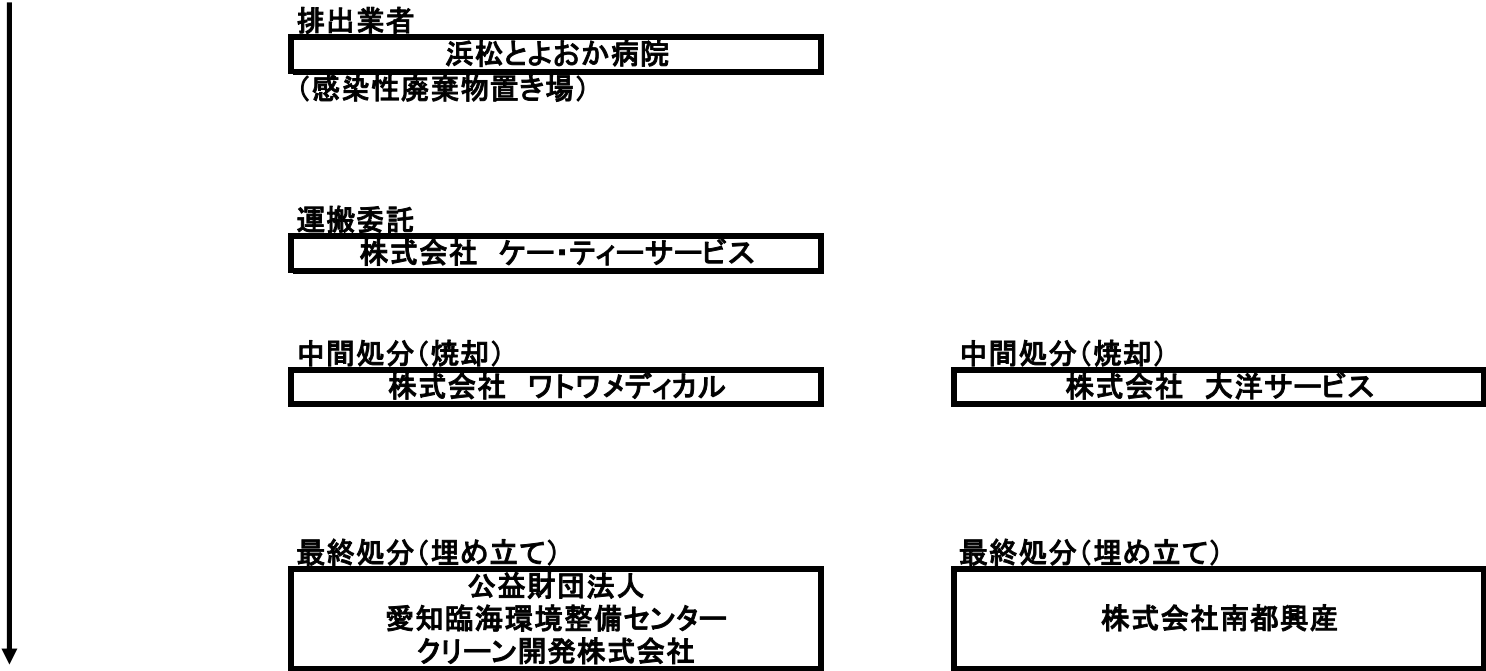 排出業者
浜松とよおか病院
（感染性廃棄物置き場）
運搬委託
株式会社　ケー・ティーサービス
中間処分（焼却）
株式会社　ワトワメディカル
中間処分（焼却）
株式会社　大洋サービス
最終処分（埋め立て）
公益財団法人
愛知臨海環境整備センター
クリーン開発株式会社
最終処分（埋め立て）
株式会社南都興産